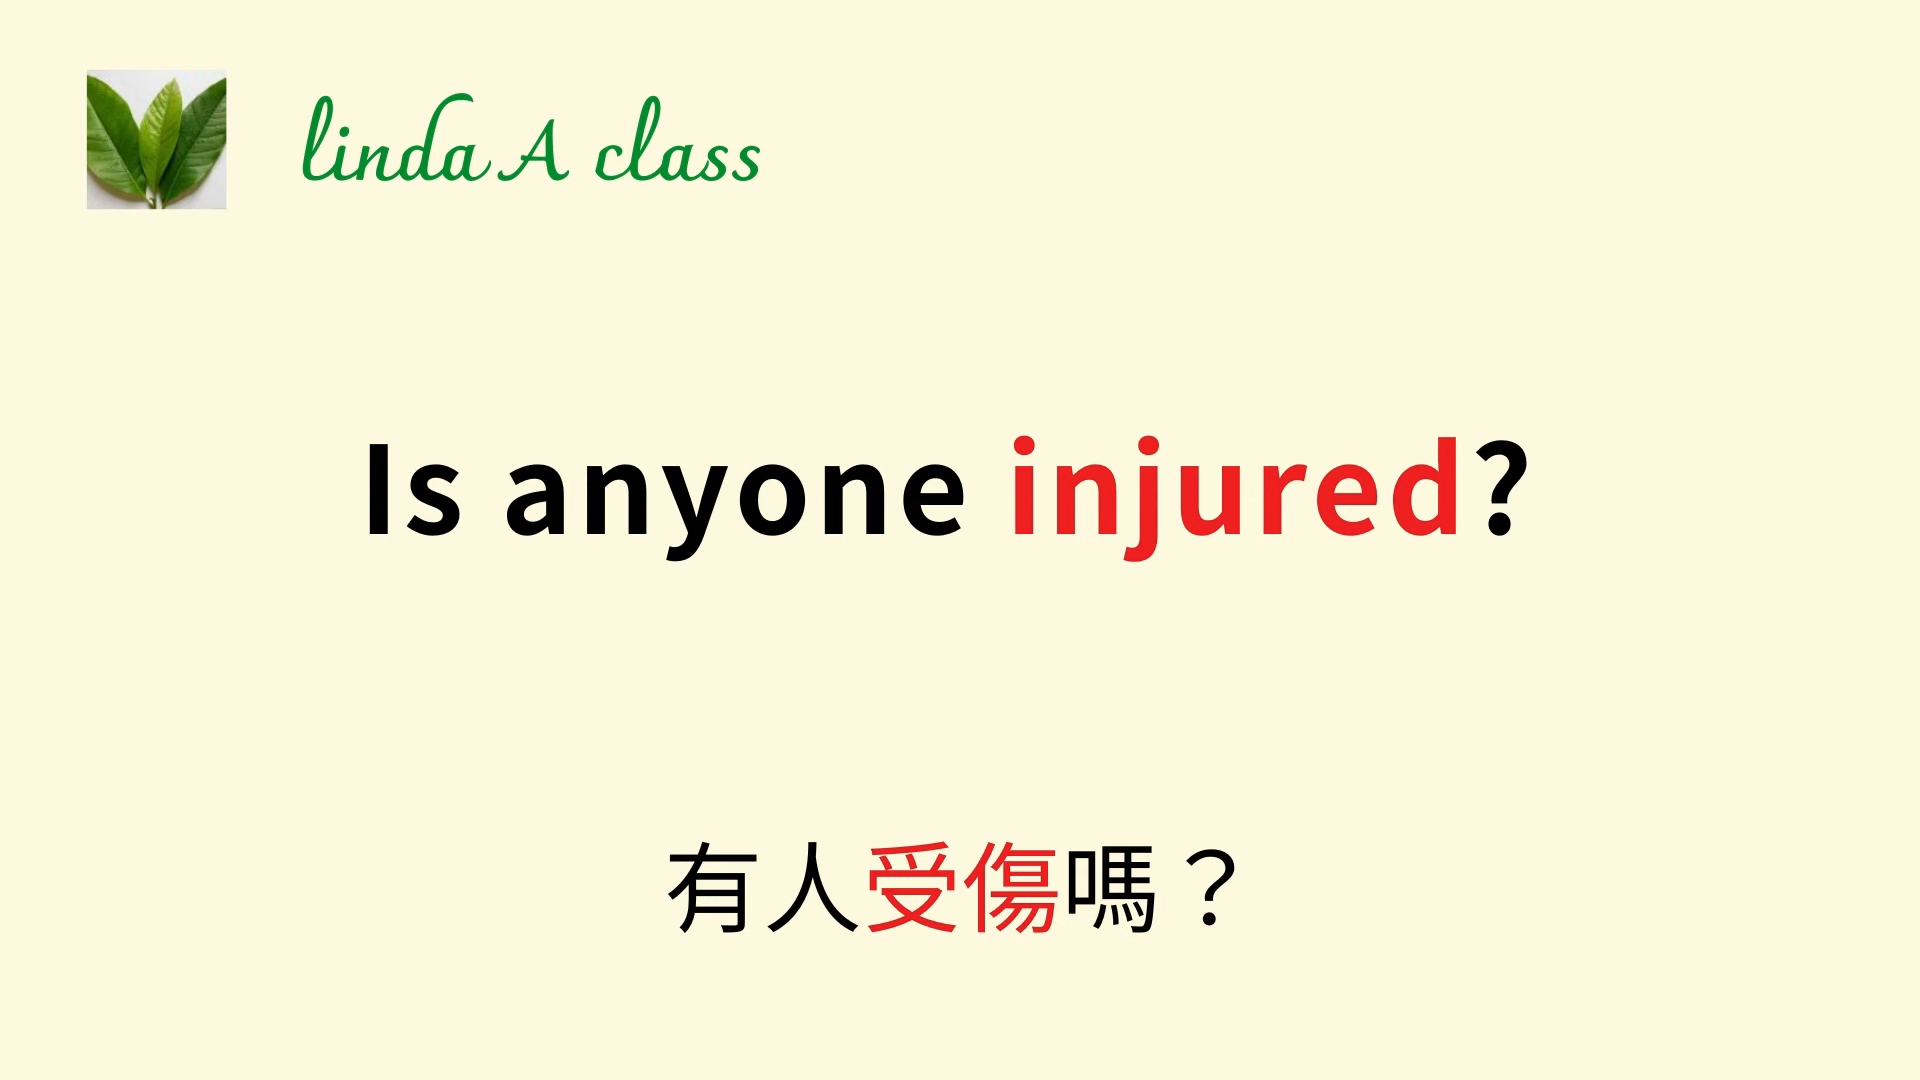 linda A class
Is anyone injured?
有人受傷嗎？